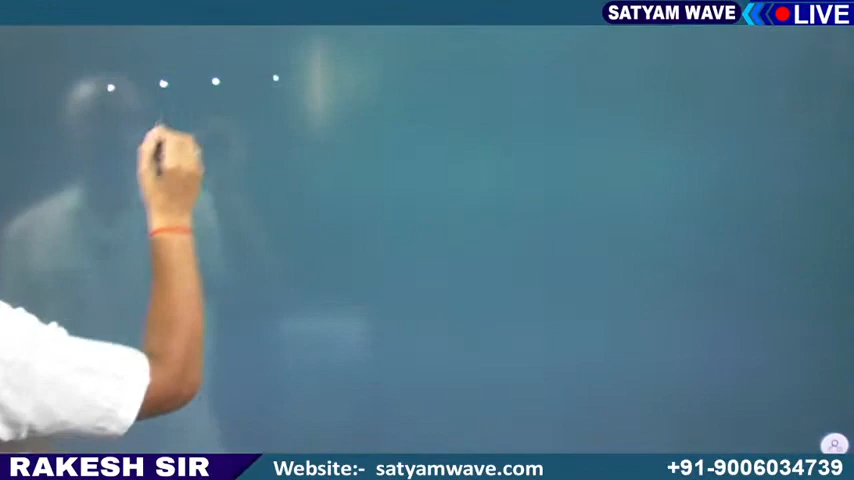 SATYAM WAVE LIVE
RAKESH SIR Website:- satyamwave.com +91-9006034739